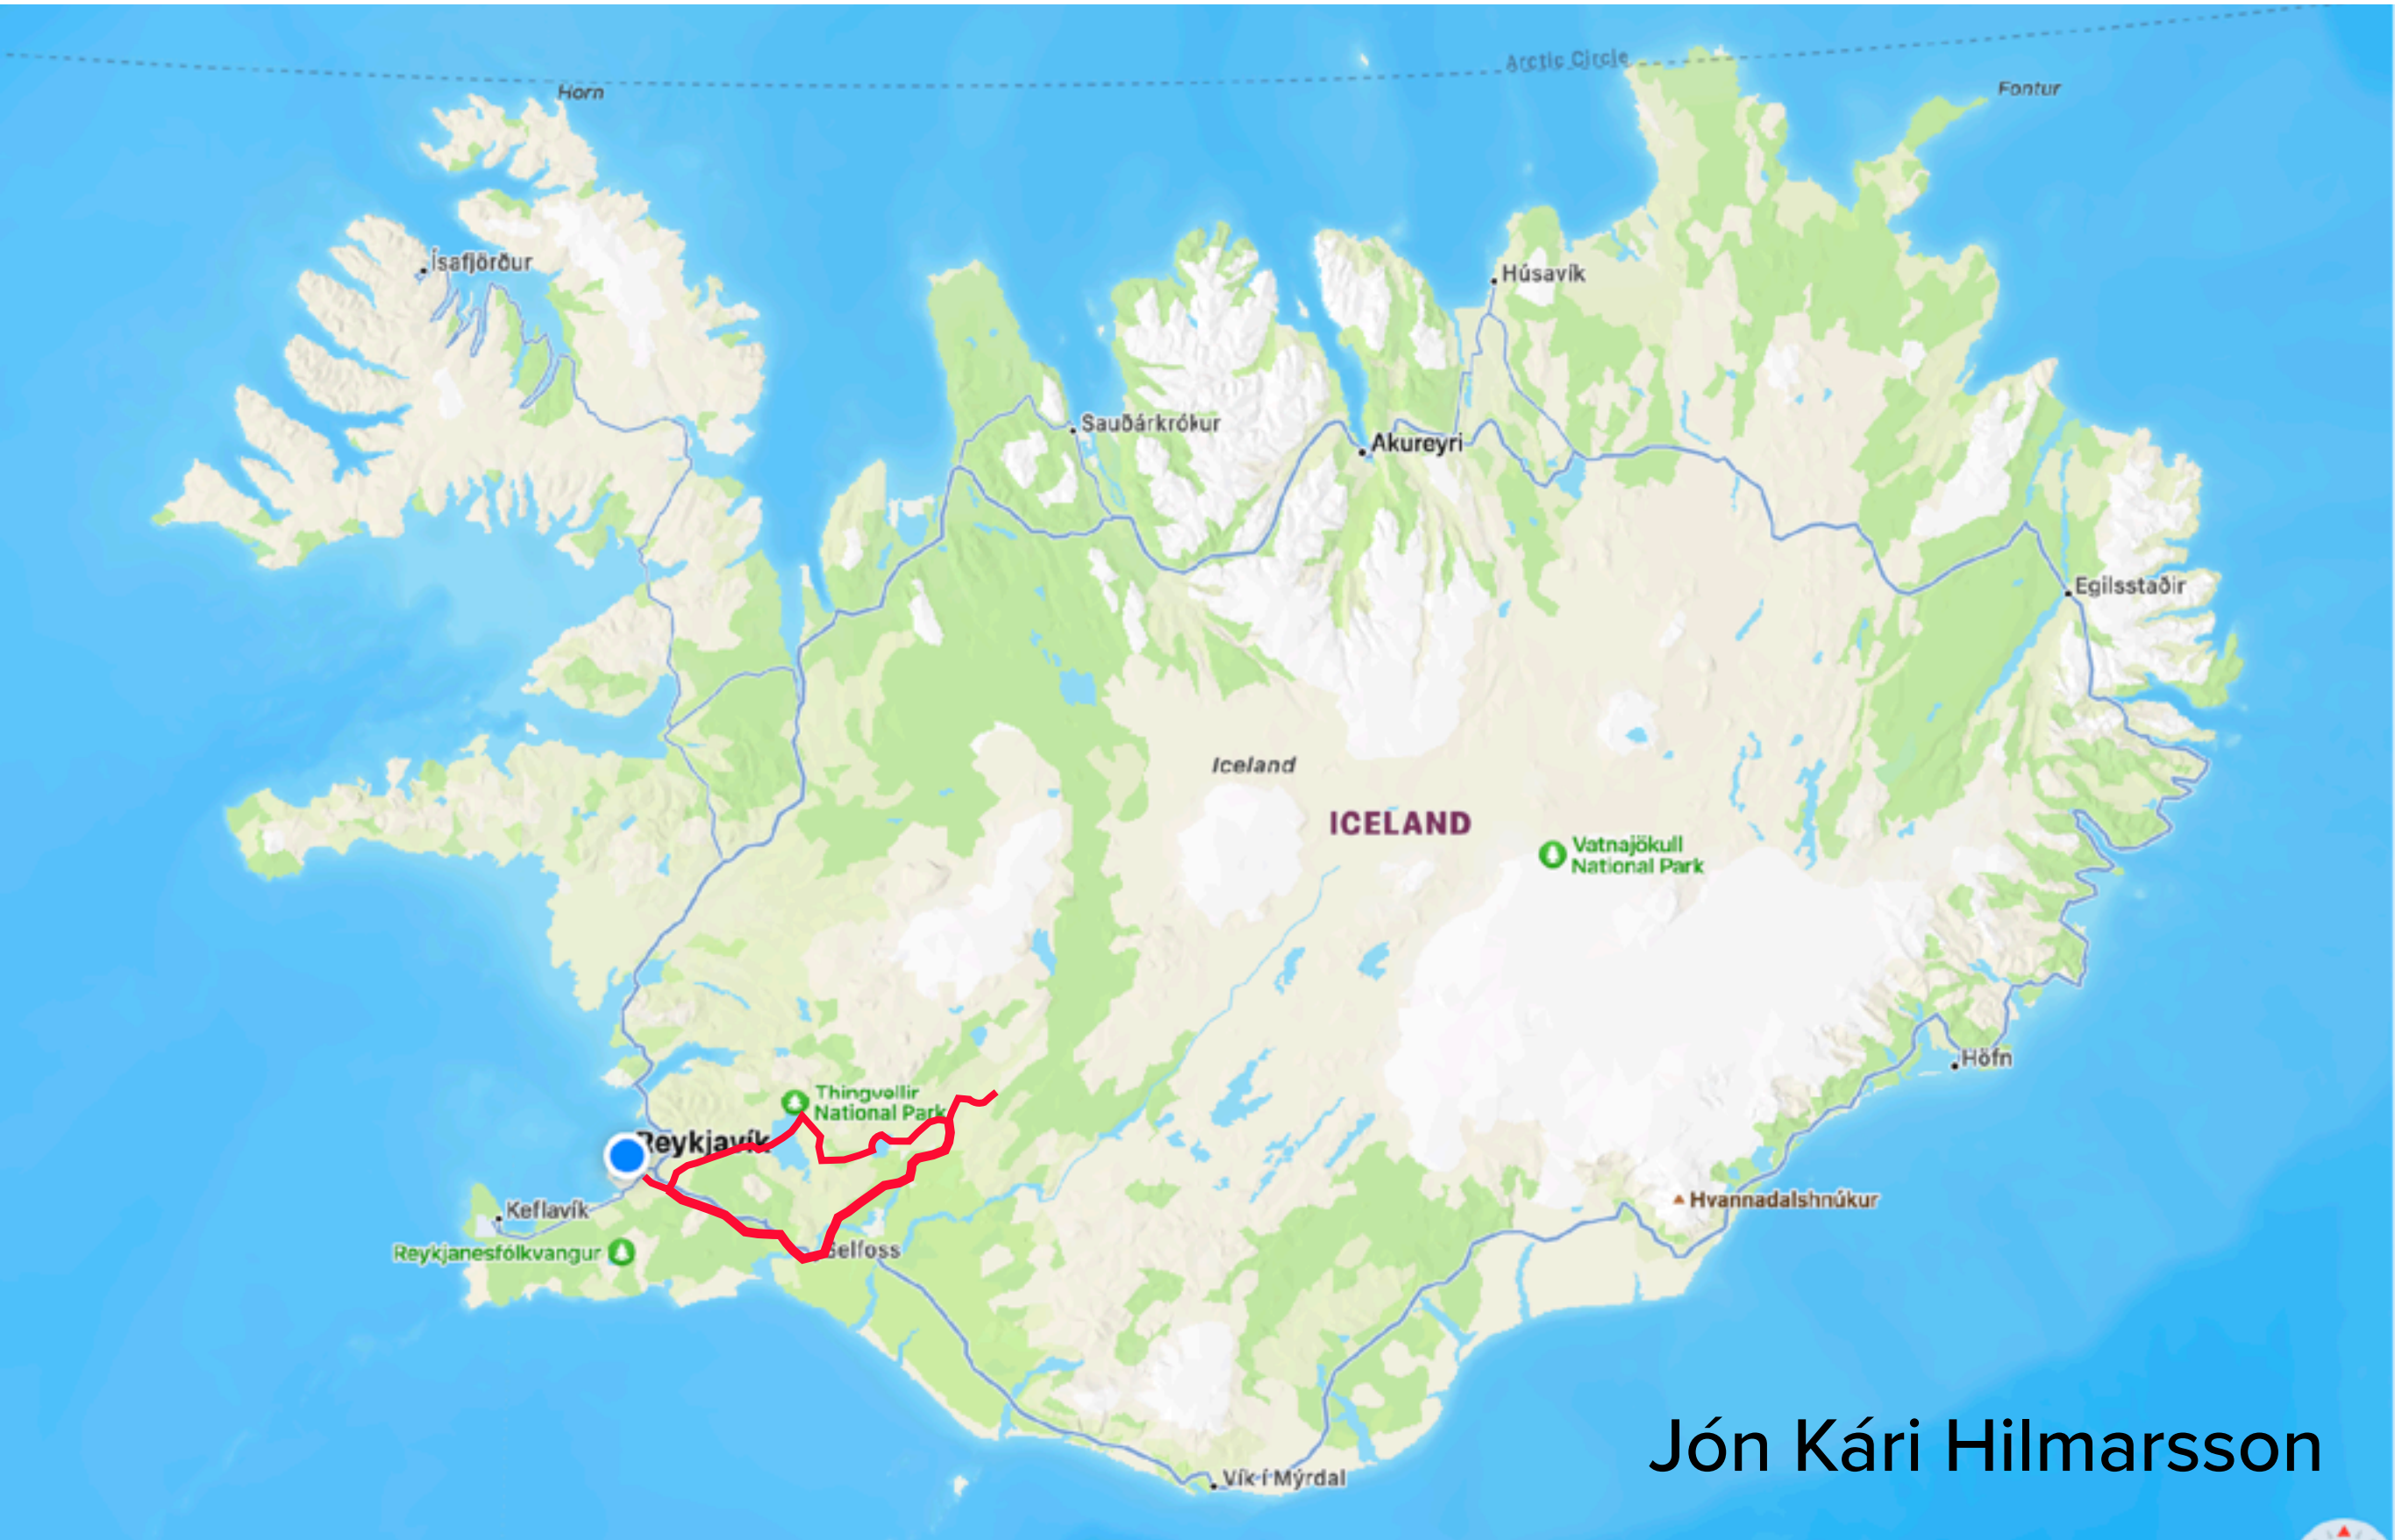 Arctic Circle
Horn
Fontur
Ísafjörður
Húsavík
Sauðárkrókur
Akureyri
Egilsstaðir
Iceland
ICELAND
Vatnajökull
National Park
Höfn
Thingvellir
National Park
Reykjavík
Hvannadalshnúkur
Keflavík
Reykjanesfólkvangur
Selfoss
Vík í Mýrdal
Jón Kári Hilmarsson